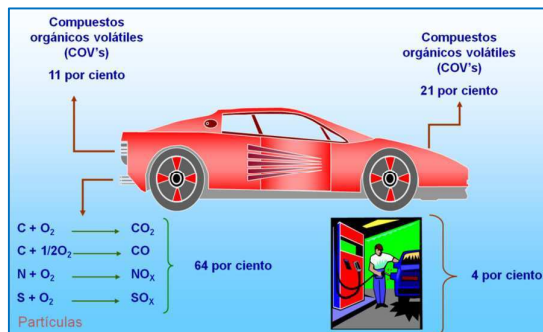 Compuestos
orgánicos volátiles
(COV's)
11 por ciento
Compuestos
orgánicos volátiles
(COV's)
21 por ciento
C + O₂ → CO₂
C + 1/2O₂ → CO
N + O₂ → NOX
S + O₂ → SOX
Partículas
64 por ciento
4 por ciento